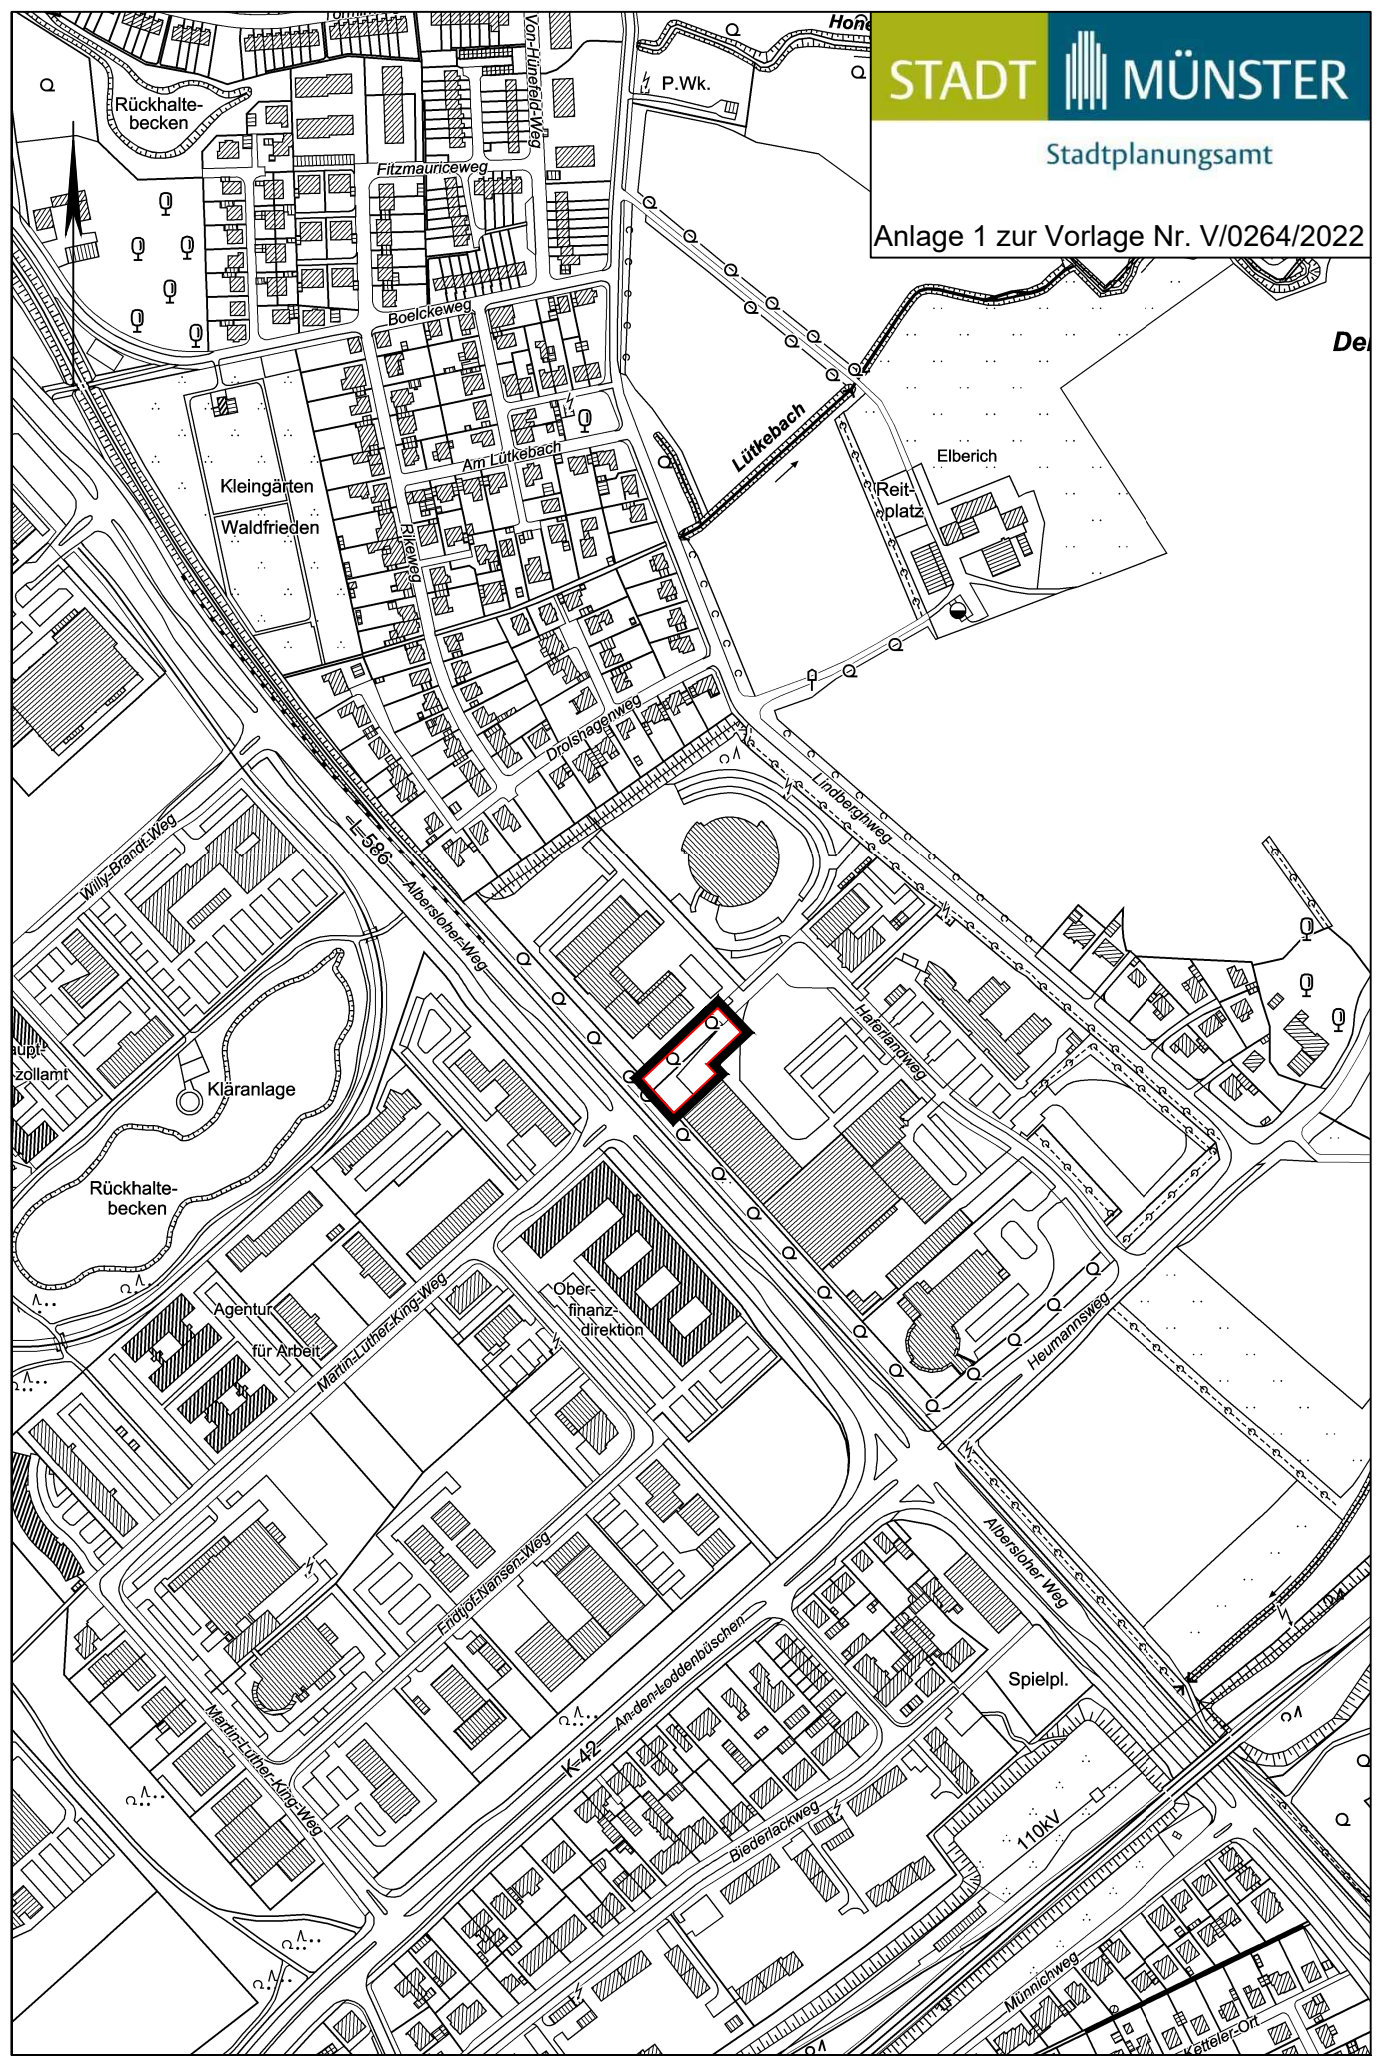 STADT MÜNSTER
Stadtplanungsamt
Anlage 1 zur Vorlage Nr. V/0264/2022
Von-Hünefeld-Weg
P.Wk.
Rückhalte-
becken
Fitzmauriceweg
Boelckeweg
Lütkebach
Am Lütkebach
Elberich
Reit-
platz
Kleingärten
Waldfrieden
Rikeweg
Drolshagenweg
Lindberghweg
L 586
Albersloher-Weg
Willy-Brandt-Weg
Haferlandweg
zollamt
Kläranlage
Rückhalte-
becken
Ober-
finanz-
direktion
Agentur
für Arbeit
Martin-Luther-King-Weg
Heumannsweg
Albersloher Weg
Fridtjof-Nansen-Weg
An-den-Loddenbüschen
Spielpl.
K 42
Martin-Luther-King-Weg
Biederlackweg
110kV
Münnichweg
Ketteler-Ort